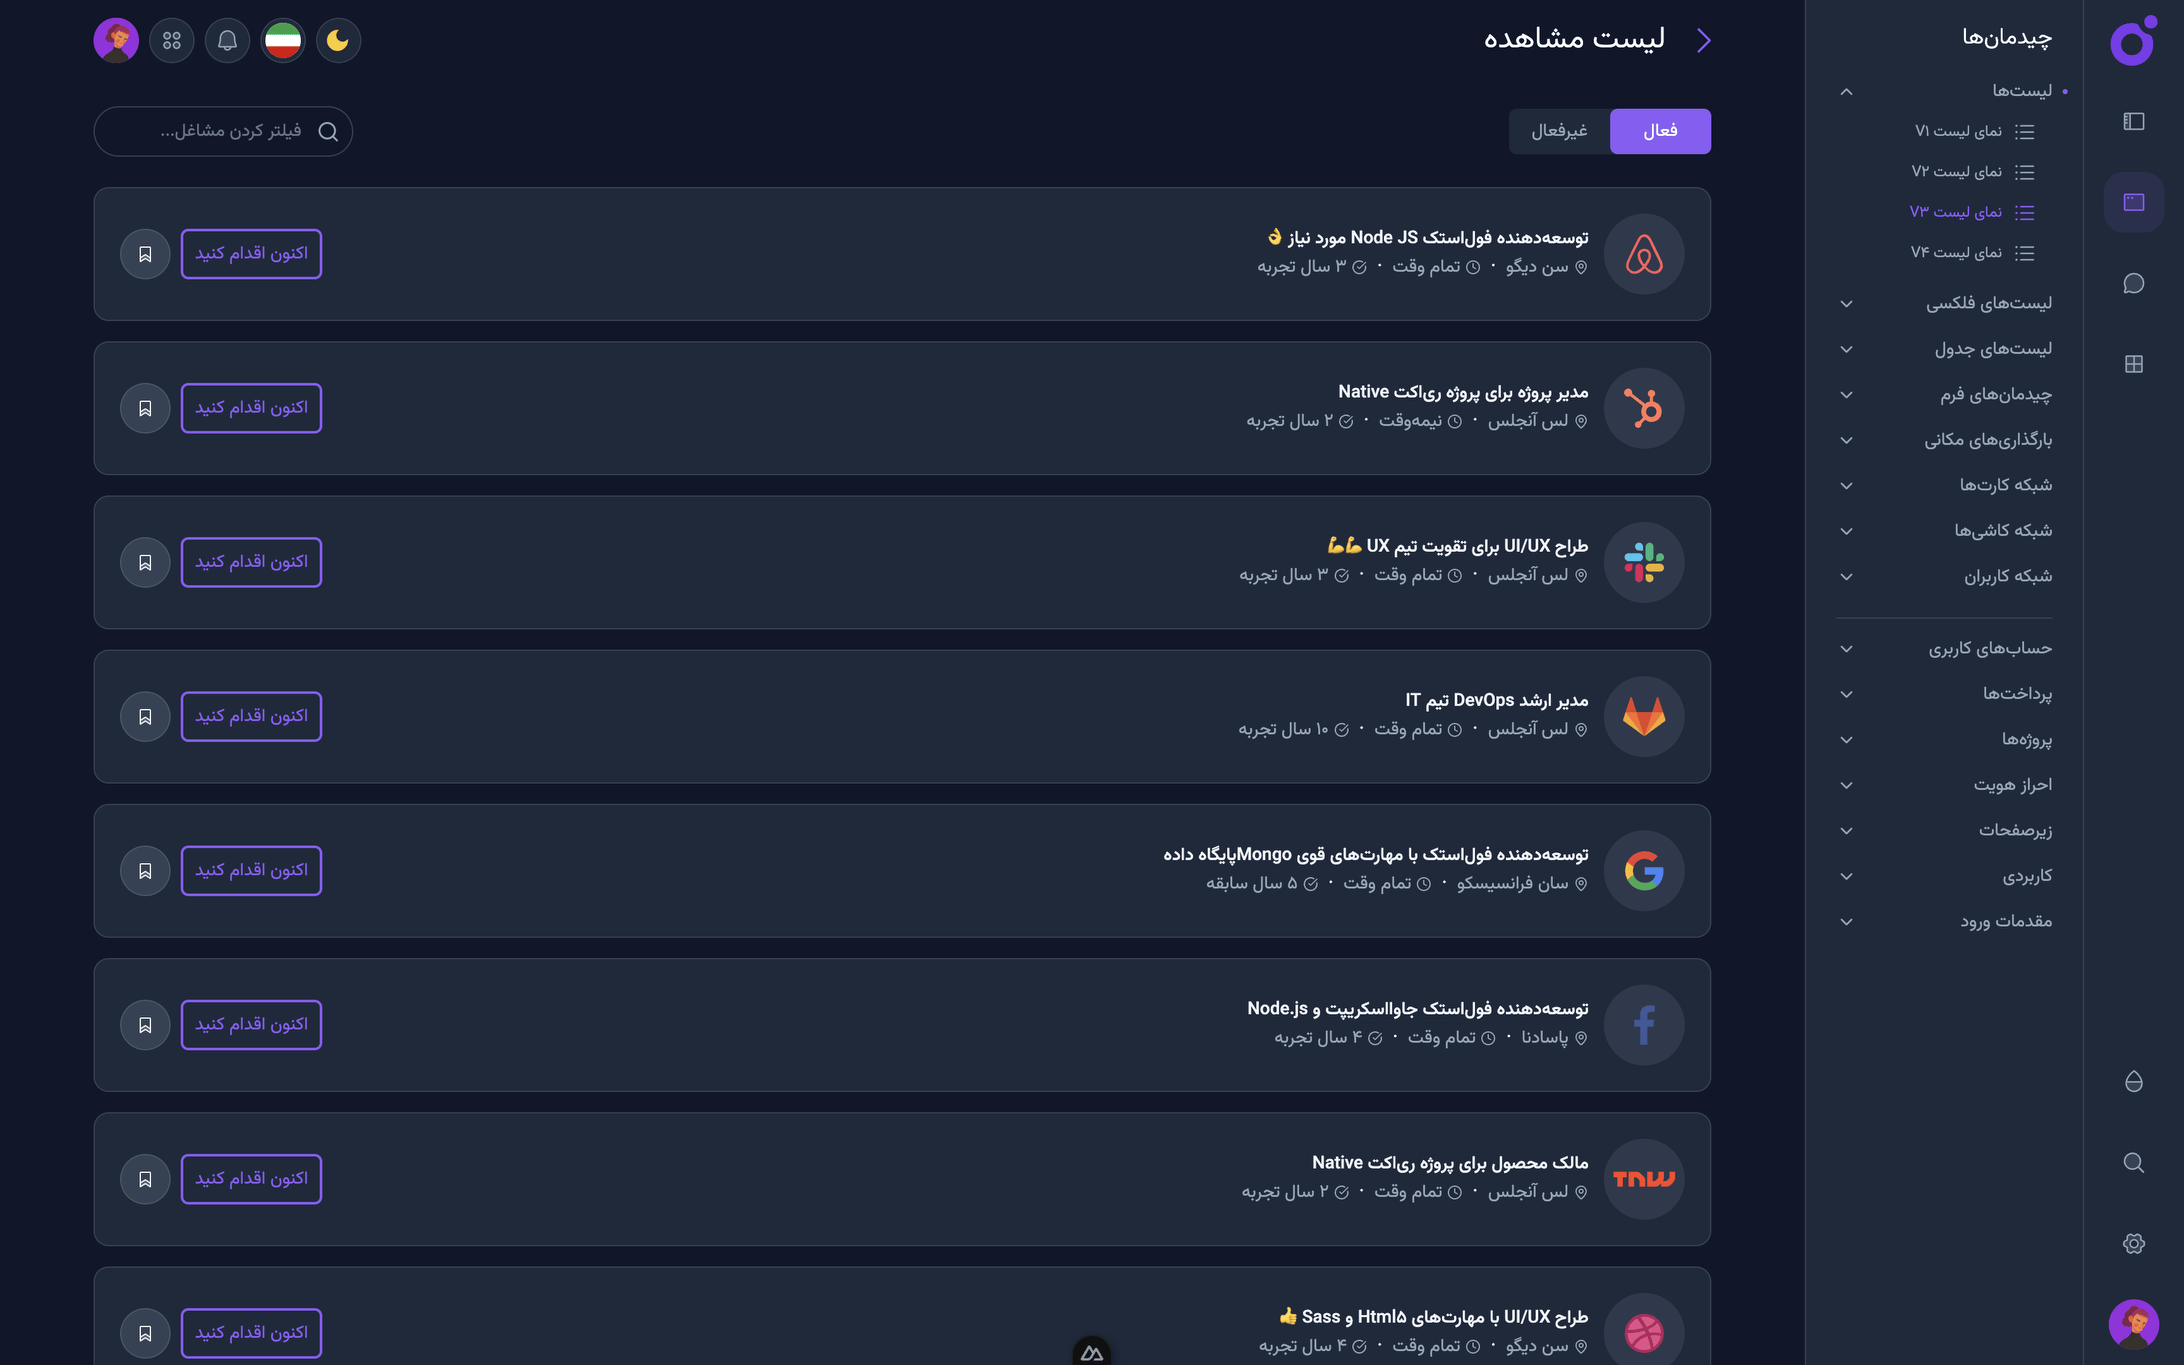 چیدمان‌ها
لیست‌ها
نمای لیست V۱
نمای لیست V۲
نمای لیست V۳
نمای لیست V۴
لیست‌های فلکسی
لیست‌های جدول
چیدمان‌های فرم
بارگذاری‌های مکانی
شبکه کارت‌ها
شبکه کاشی‌ها
شبکه کاربران
حساب‌های کاربری
پرداخت‌ها
پروژه‌ها
احراز هویت
زیرصفحات
کاربردی
مقدمات ورود
لیست مشاهده
فعال
غیرفعال
فیلتر کردن مشاغل...
توسعه‌دهنده فول‌استک Node JS مورد نیاز 👌
سن دیگو · تمام وقت · ۳ سال تجربه
اکنون اقدام کنید
مدیر پروژه برای پروژه ری‌اکت Native
لس آنجلس · نیمه‌وقت · ۲ سال تجربه
اکنون اقدام کنید
طراح UI/UX برای تقویت تیم UX 💪💪
لس آنجلس · تمام وقت · ۳ سال تجربه
اکنون اقدام کنید
مدیر ارشد DevOps تیم IT
لس آنجلس · تمام وقت · ۱۰ سال تجربه
اکنون اقدام کنید
توسعه‌دهنده فول‌استک با مهارت‌های قوی Mongoپایگاه داده
سان فرانسیسکو · تمام وقت · ۵ سال سابقه
اکنون اقدام کنید
توسعه‌دهنده فول‌استک جاوااسکریپت و Node.js
پاسادنا · تمام وقت · ۴ سال تجربه
اکنون اقدام کنید
TNW
مالک محصول برای پروژه ری‌اکت Native
لس آنجلس · تمام وقت · ۲ سال تجربه
اکنون اقدام کنید
طراح UI/UX با مهارت‌های Html۵ و Sass 👍
سن دیگو · تمام وقت · ۴ سال تجربه
اکنون اقدام کنید